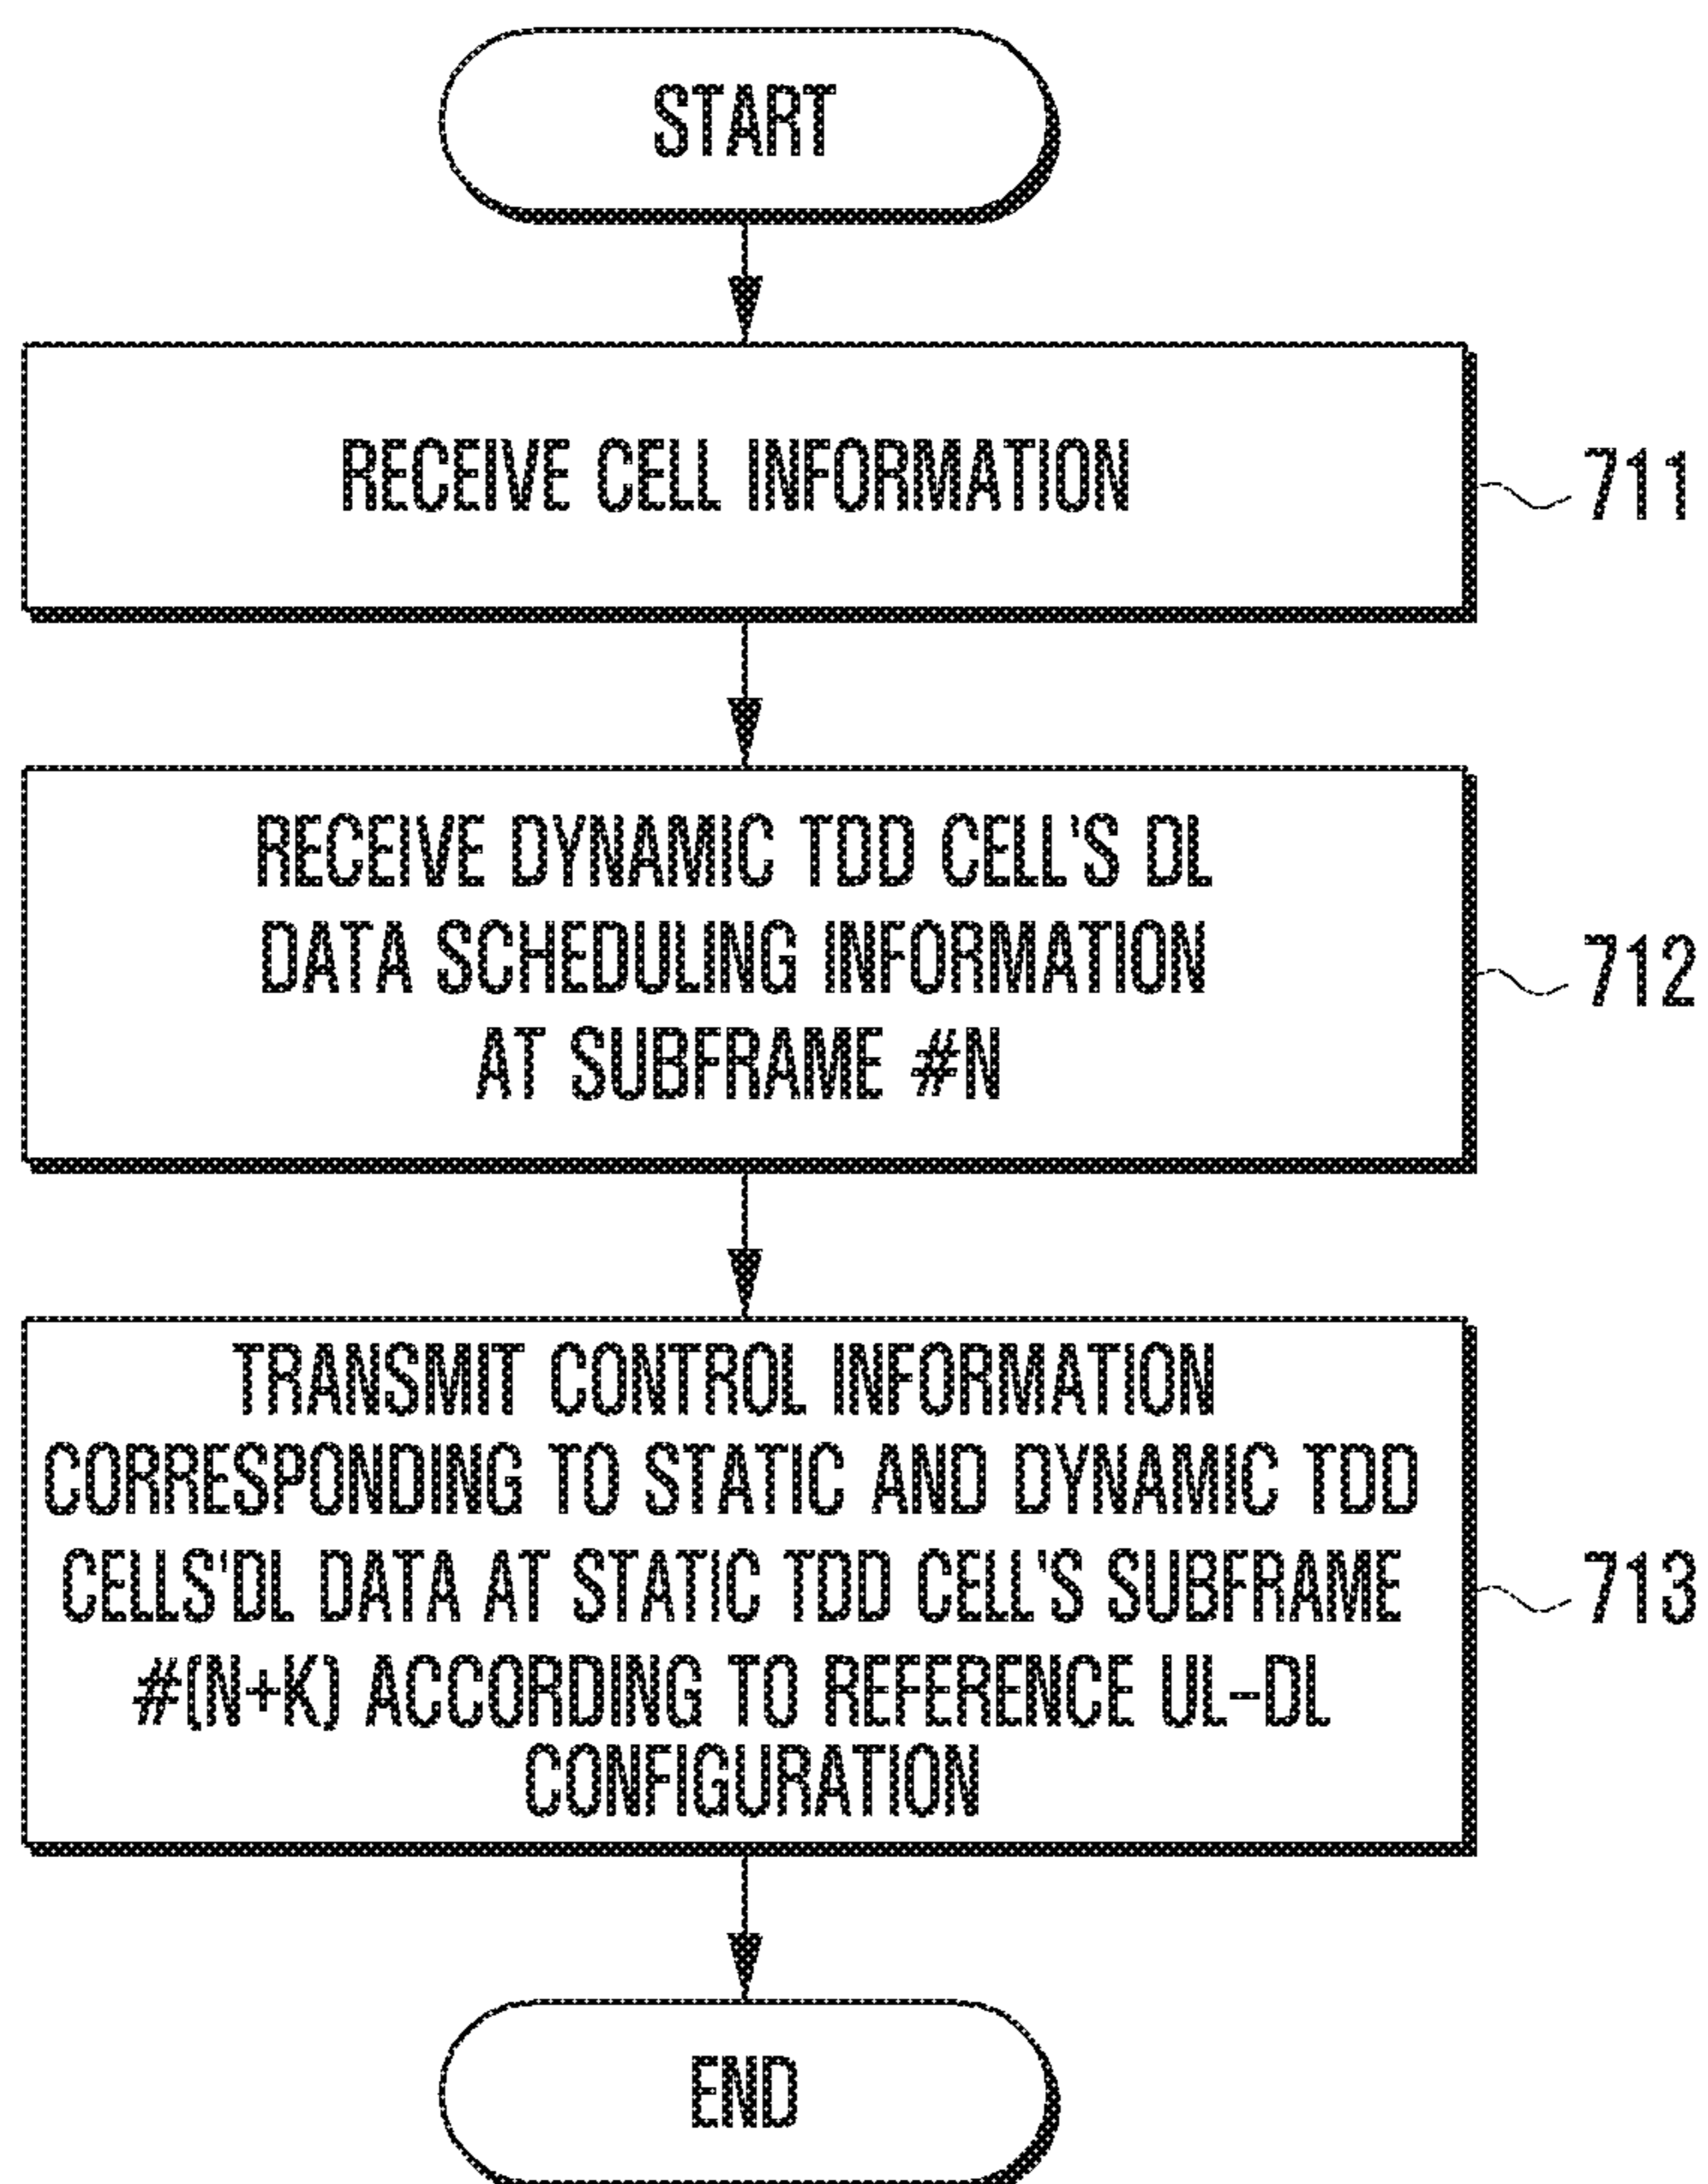 START
RECEIVE CELL INFORMATION
711
RECEIVE DYNAMIC TDD CELL'S DL
DATA SCHEDULING INFORMATION
AT SUBFRAME #N
712
TRANSMIT CONTROL INFORMATION
CORRESPONDING TO STATIC AND DYNAMIC TDD
CELLS'DL DATA AT STATIC TDD CELL'S SUBFRAME
#(N+K) ACCORDING TO REFERENCE UL-DL
CONFIGURATION
713
END